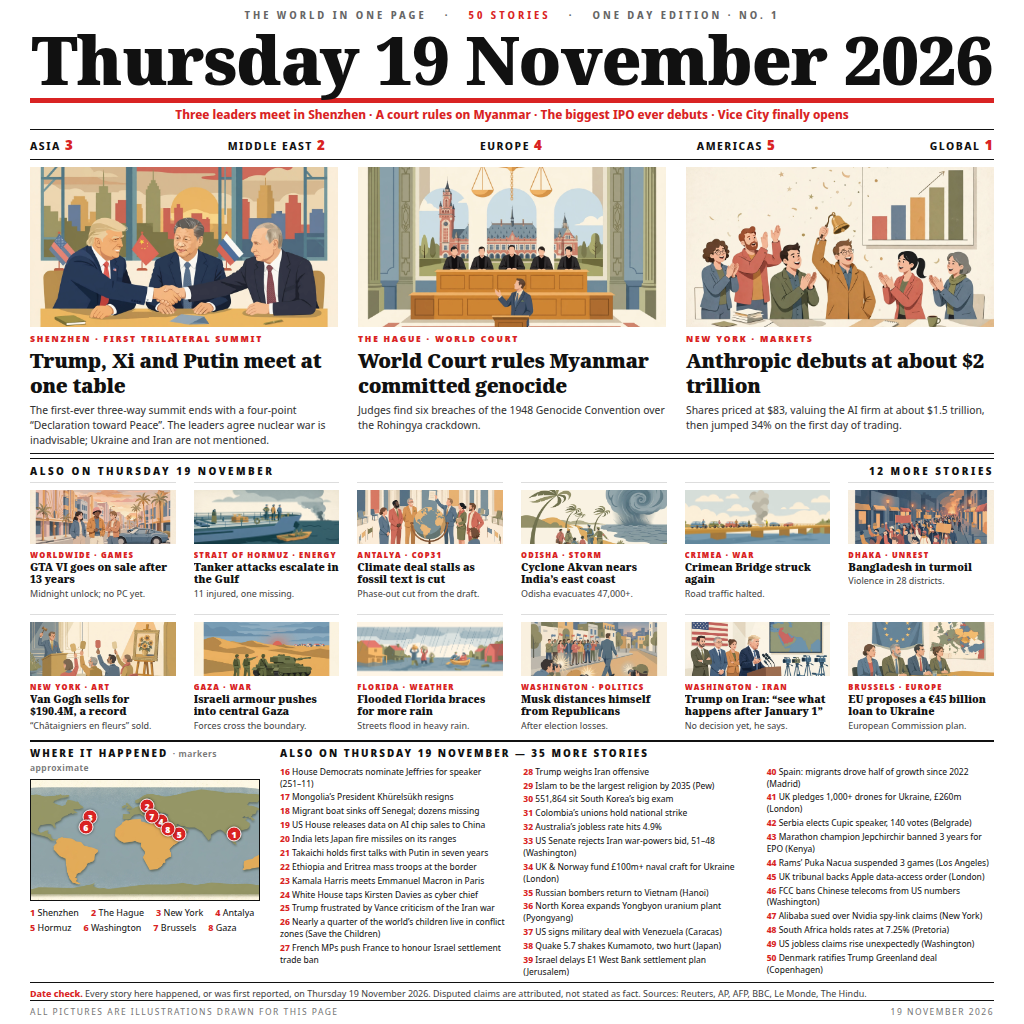 THE WORLD IN ONE PAGE · 50 STORIES · ONE DAY EDITION · NO. 1
Thursday 19 November 2026
Three leaders meet in Shenzhen · A court rules on Myanmar · The biggest IPO ever debuts · Vice City finally opens
ASIA 3 MIDDLE EAST 2 EUROPE 4 AMERICAS 5 GLOBAL 1
SHENZHEN · FIRST TRILATERAL SUMMIT
Trump, Xi and Putin meet at
one table
The first-ever three-way summit ends with a four-point
“Declaration toward Peace”. The leaders agree nuclear war is
inadvisable; Ukraine and Iran are not mentioned.
THE HAGUE · WORLD COURT
World Court rules Myanmar
committed genocide
Judges find six breaches of the 1948 Genocide Convention over
the Rohingya crackdown.
NEW YORK · MARKETS
Anthropic debuts at about $2
trillion
Shares priced at $83, valuing the AI firm at about $1.5 trillion,
then jumped 34% on the first day of trading.
ALSO ON THURSDAY 19 NOVEMBER
12 MORE STORIES
WORLDWIDE · GAMES
GTA VI goes on sale after
13 years
Midnight unlock; no PC yet.
STRAIT OF HORMUZ · ENERGY
Tanker attacks escalate in
the Gulf
11 injured, one missing.
ANTALYA · COP31
Climate deal stalls as
fossil text is cut
Phase-out cut from the draft.
ODISHA · STORM
Cyclone Akvan nears
India’s east coast
Odisha evacuates 47,000+.
CRIMEA · WAR
Crimean Bridge struck
again
Road traffic halted.
DHAKA · UNREST
Bangladesh in turmoil
Violence in 28 districts.
NEW YORK · ART
Van Gogh sells for
$190.4M, a record
“Châtaigniers en fleurs” sold.
GAZA · WAR
Israeli armour pushes
into central Gaza
Forces cross the boundary.
FLORIDA · WEATHER
Flooded Florida braces
for more rain
Streets flood in heavy rain.
WASHINGTON · POLITICS
Musk distances himself
from Republicans
After election losses.
WASHINGTON · IRAN
Trump on Iran: “see what
happens after January 1”
No decision yet, he says.
BRUSSELS · EUROPE
EU proposes a €45 billion
loan to Ukraine
European Commission plan.
WHERE IT HAPPENED · markers
approximate
2
3
7
4
6
8
5
1
1 Shenzhen 2 The Hague 3 New York 4 Antalya
5 Hormuz 6 Washington 7 Brussels 8 Gaza
ALSO ON THURSDAY 19 NOVEMBER — 35 MORE STORIES
16 House Democrats nominate Jeffries for speaker
(251–11)
17 Mongolia’s President Khürelsükh resigns
18 Migrant boat sinks off Senegal; dozens missing
19 US House releases data on AI chip sales to China
20 India lets Japan fire missiles on its ranges
21 Takaichi holds first talks with Putin in seven years
22 Ethiopia and Eritrea mass troops at the border
23 Kamala Harris meets Emmanuel Macron in Paris
24 White House taps Kirsten Davies as cyber chief
25 Trump frustrated by Vance criticism of the Iran war
26 Nearly a quarter of the world’s children live in conflict
zones (Save the Children)
27 French MPs push France to honour Israel settlement
trade ban
28 Trump weighs Iran offensive
29 Islam to be the largest religion by 2035 (Pew)
30 551,864 sit South Korea’s big exam
31 Colombia’s unions hold national strike
32 Australia’s jobless rate hits 4.9%
33 US Senate rejects Iran war-powers bid, 51–48
(Washington)
34 UK & Norway fund £100m+ naval craft for Ukraine
(London)
35 Russian bombers return to Vietnam (Hanoi)
36 North Korea expands Yongbyon uranium plant
(Pyongyang)
37 US signs military deal with Venezuela (Caracas)
38 Quake 5.7 shakes Kumamoto, two hurt (Japan)
39 Israel delays E1 West Bank settlement plan
(Jerusalem)
40 Spain: migrants drove half of growth since 2022
(Madrid)
41 UK pledges 1,000+ drones for Ukraine, £260m
(London)
42 Serbia elects Cupic speaker, 140 votes (Belgrade)
43 Marathon champion Jepchirchir banned 3 years for
EPO (Kenya)
44 Rams’ Puka Nacua suspended 3 games (Los Angeles)
45 UK tribunal backs Apple data-access order (London)
46 FCC bans Chinese telecoms from US numbers
(Washington)
47 Alibaba sued over Nvidia spy-link claims (New York)
48 South Africa holds rates at 7.25% (Pretoria)
49 US jobless claims rise unexpectedly (Washington)
50 Denmark ratifies Trump Greenland deal
(Copenhagen)
Date check. Every story here happened, or was first reported, on Thursday 19 November 2026. Disputed claims are attributed, not stated as fact. Sources: Reuters, AP, AFP, BBC, Le Monde, The Hindu.
ALL PICTURES ARE ILLUSTRATIONS DRAWN FOR THIS PAGE
19 NOVEMBER 2026